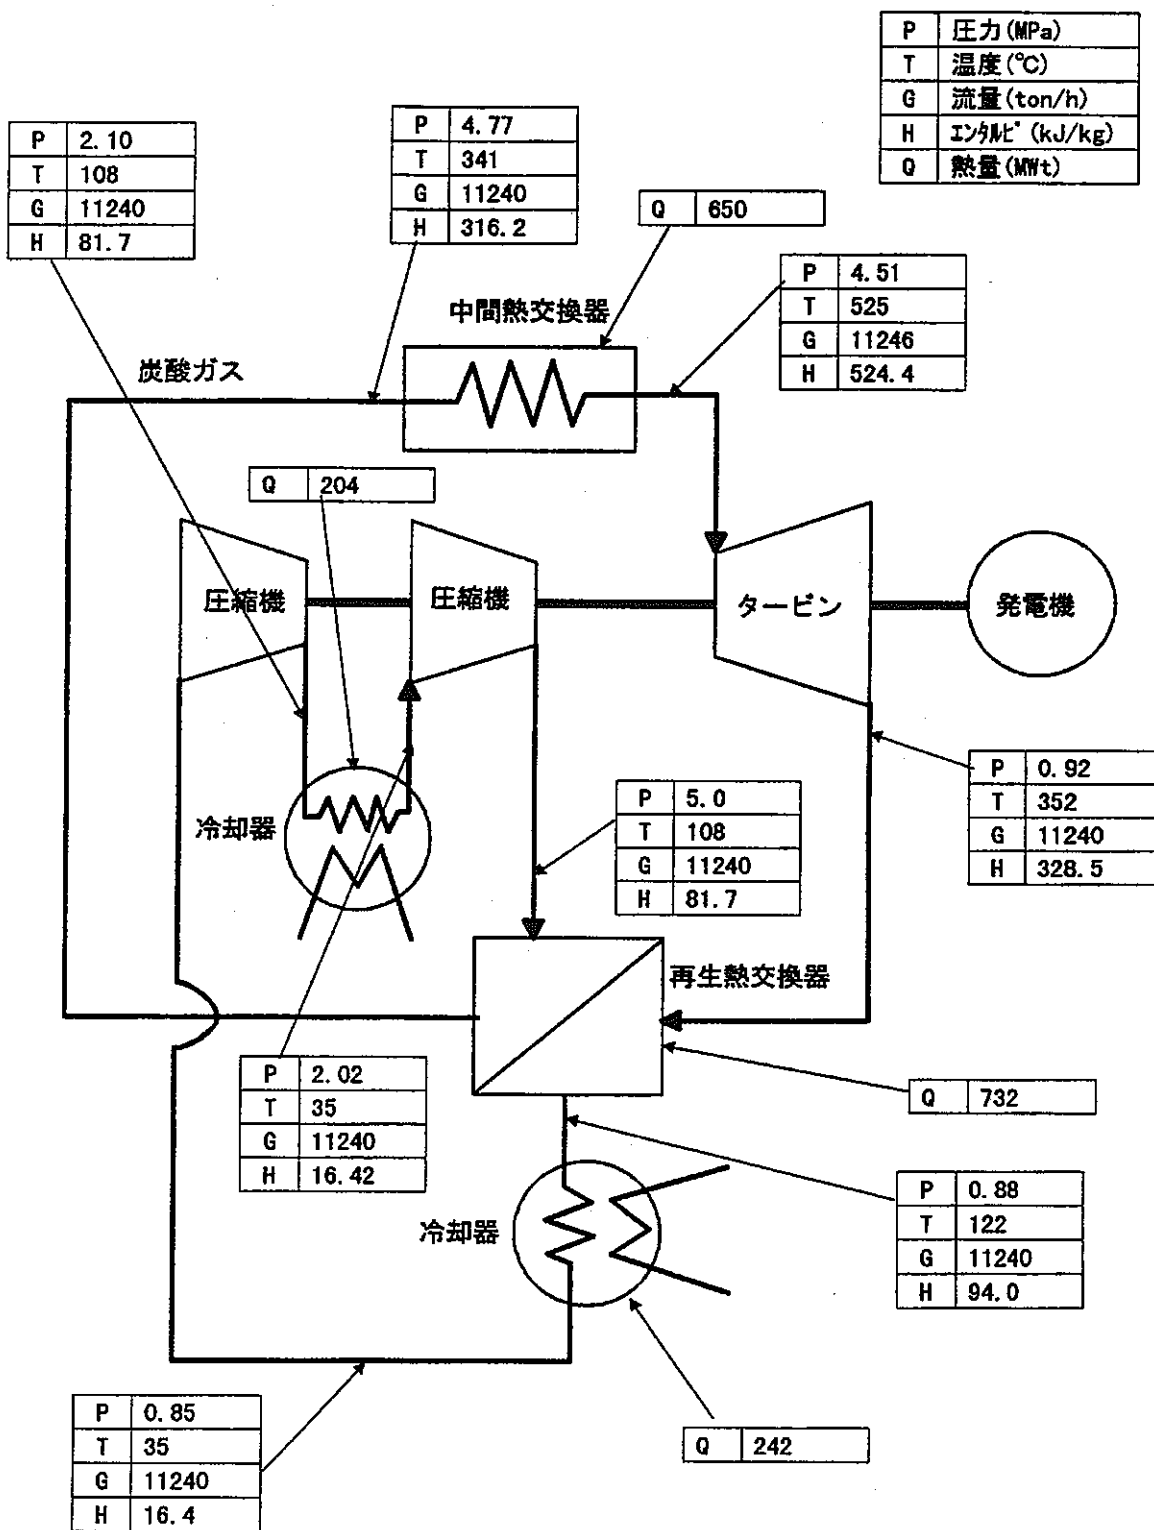 P 圧力(MPa)
T 温度(℃)
G 流量(ton/h)
H エンタルピ(kJ/kg)
Q 熱量(MWt)
P 2.10
T 108
G 11240
H 81.7
P 4.77
T 341
G 11240
H 316.2
Q 650
P 4.51
T 525
G 11246
H 524.4
中間熱交換器
炭酸ガス
Q 204
圧縮機
圧縮機
タービン
発電機
P 0.92
T 352
G 11240
H 328.5
P 5.0
T 108
G 11240
H 81.7
冷却器
再生熱交換器
P 2.02
T 35
G 11240
H 16.42
Q 732
P 0.88
T 122
G 11240
H 94.0
冷却器
P 0.85
T 35
G 11240
H 16.4
Q 242